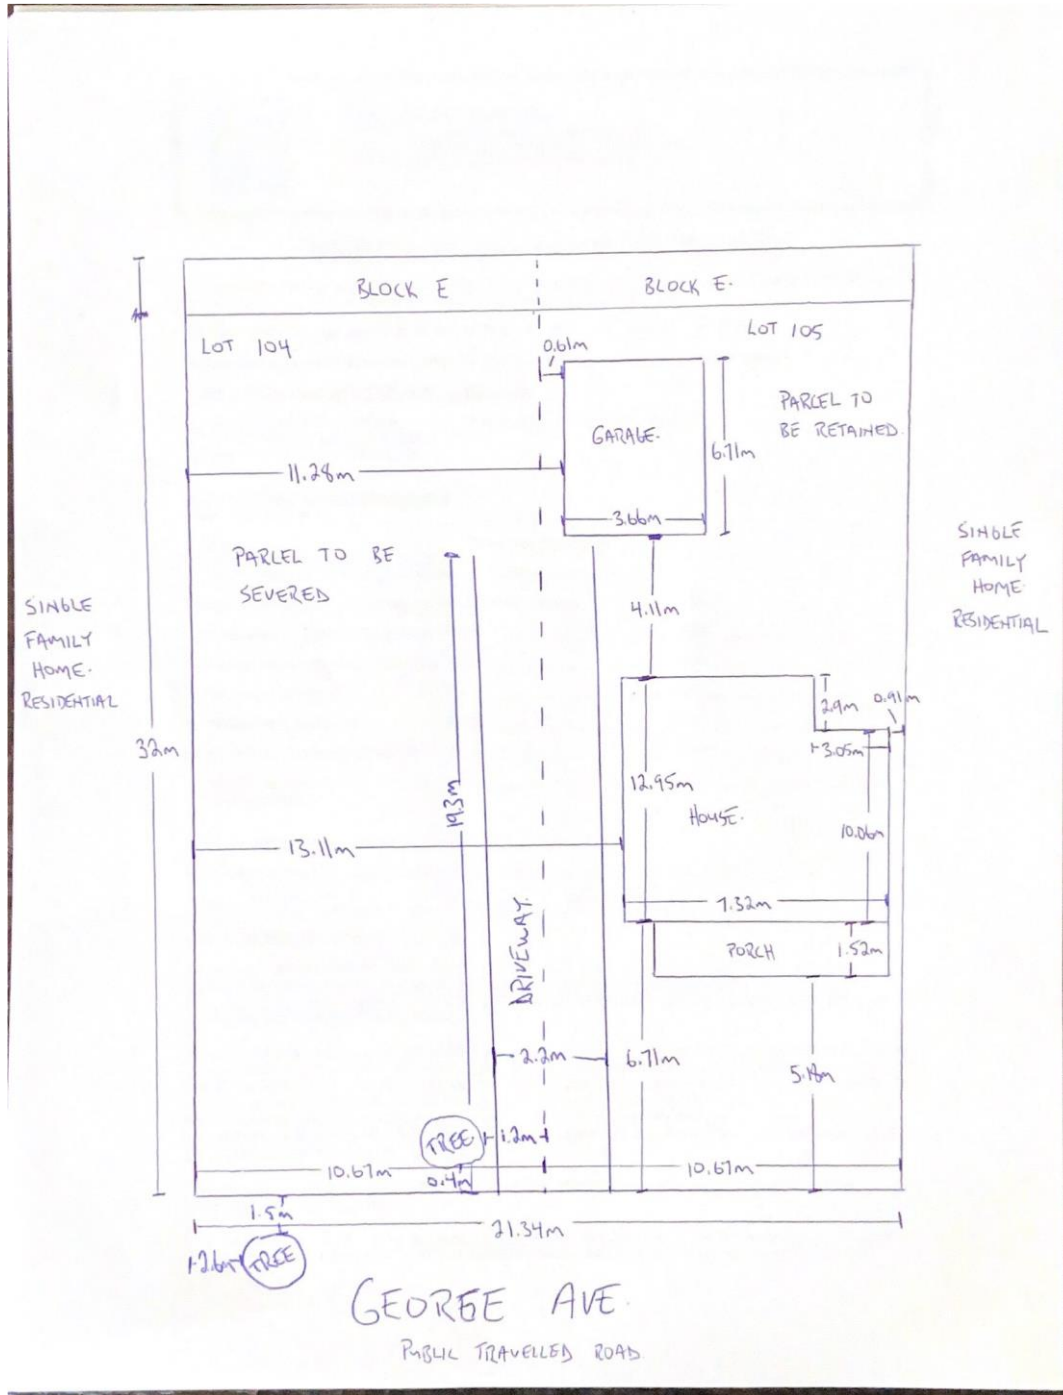 BLOCK E
BLOCK E.
LOT 104
LOT 105
0.61m
PARCEL TO
BE RETAINED.
GARAGE.
6.71m
11.28m
3.66m
PARCEL TO BE
SEVERED
SINGLE
FAMILY
HOME
RESIDENTIAL
SINGLE
FAMILY
HOME.
RESIDENTIAL
4.11m
2.9m
0.91m
3.05m
32m
19.3m
12.95m
HOUSE.
10.06m
13.11m
7.32m
DRIVEWAY.
PORCH
1.52m
2.2m
6.71m
5.18m
TREE
1.2m
10.67m
0.4m
10.67m
1.5m
21.34m
2.6m
TREE
GEORGE AVE.
PUBLIC TRAVELLED ROAD